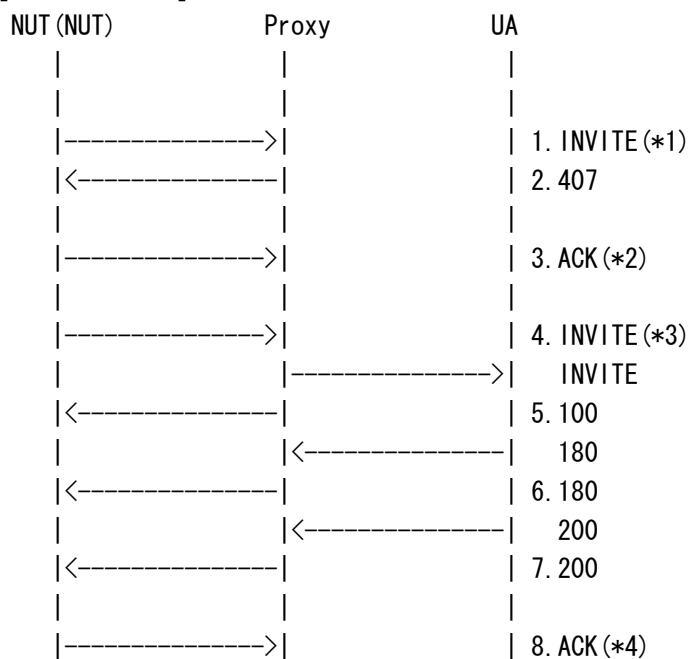 NUT(NUT) Proxy UA
1. INVITE(*1)
2. 407
3. ACK(*2)
4. INVITE(*3)
INVITE
5. 100
180
6. 180
200
7. 200
8. ACK(*4)